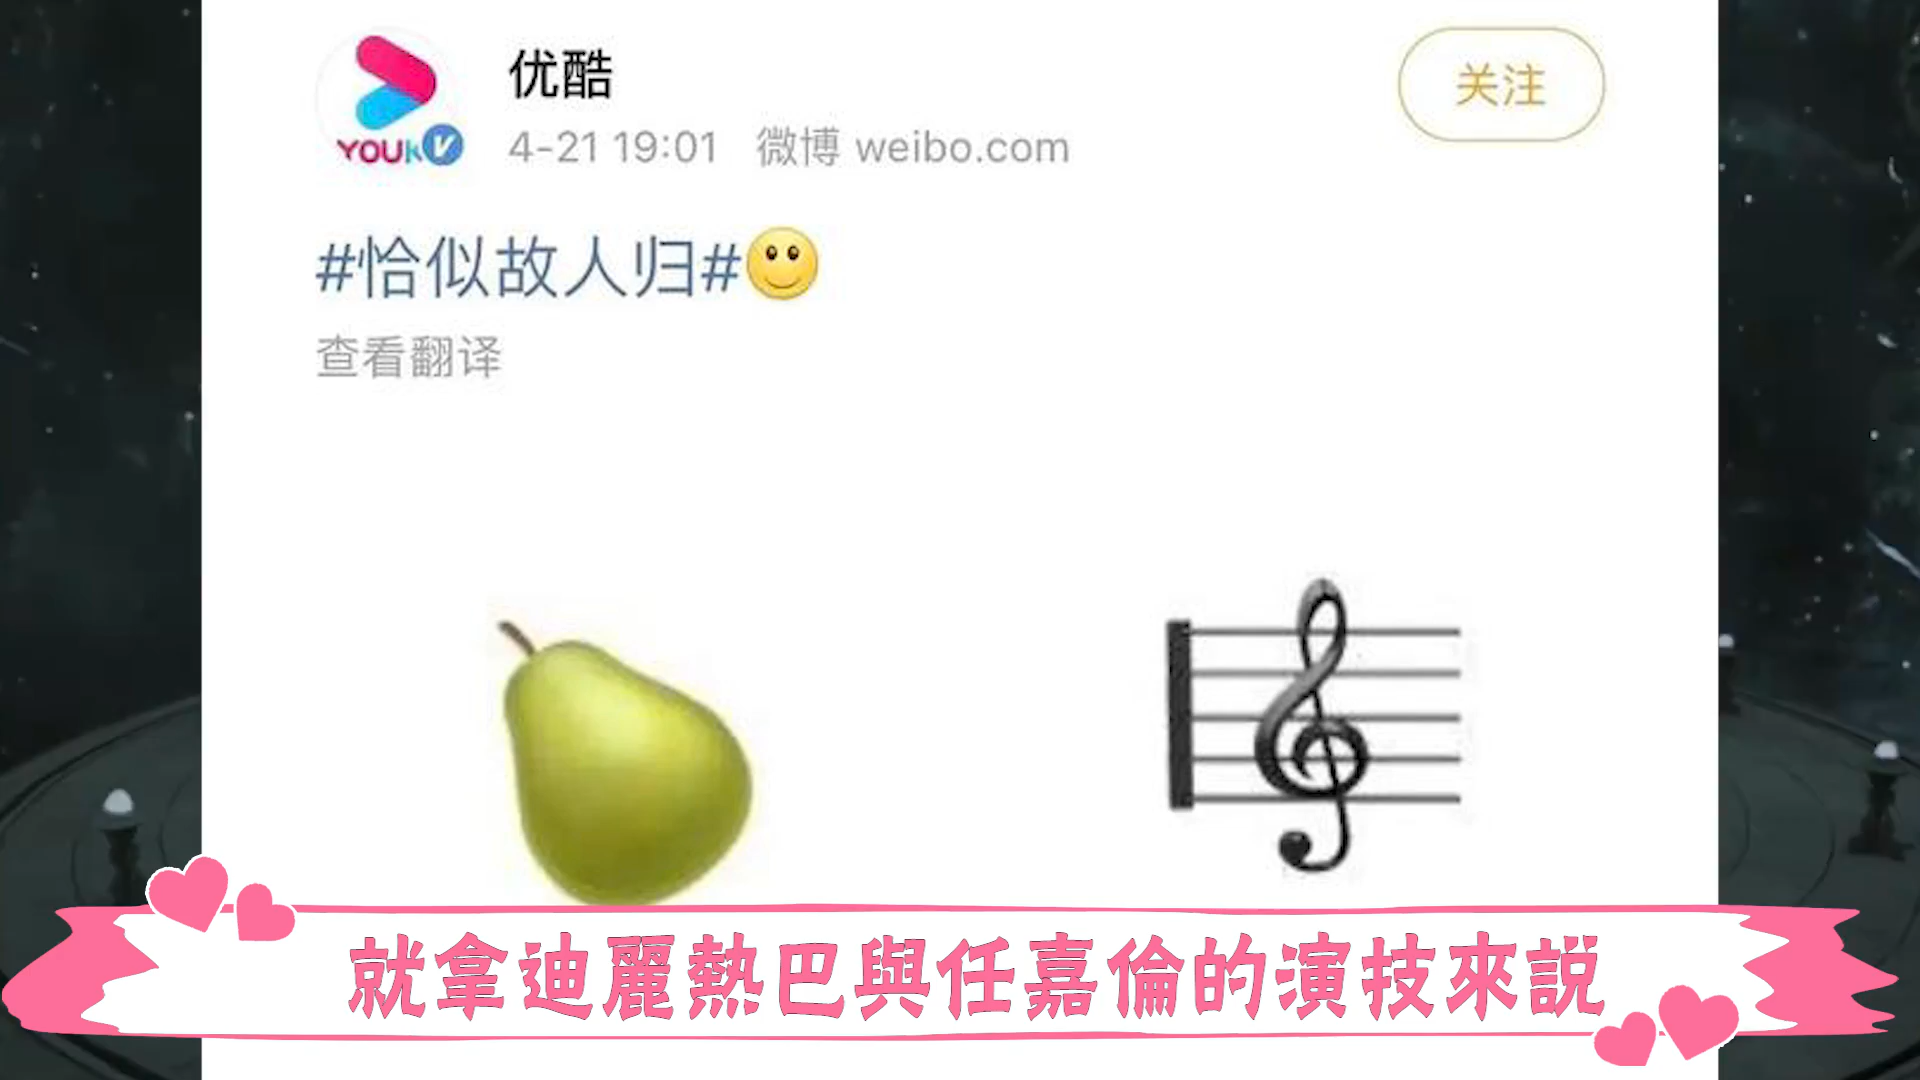 优酷
关注
YOUK
4-21 19:01 微博 weibo.com
#恰似故人归#
查看翻译
就拿迪麗熱巴與任嘉倫的演技來説